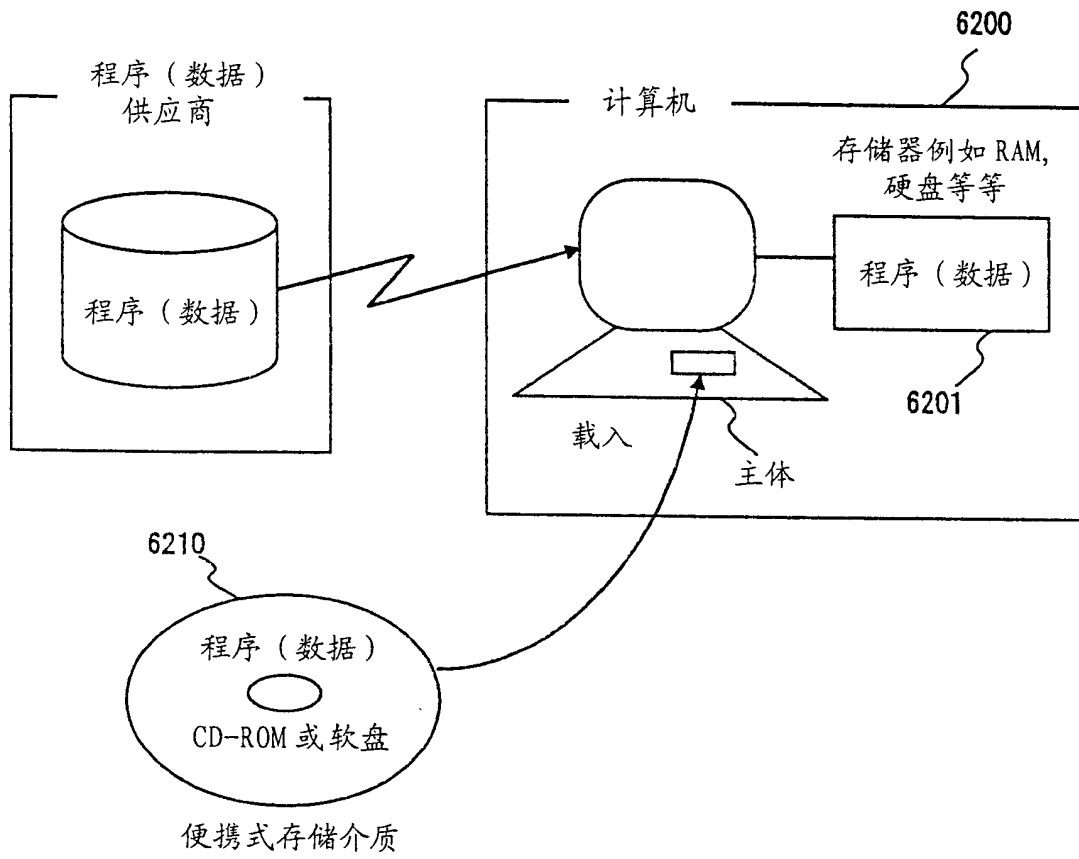 6200
程序（数据）
供应商
计算机
存储器例如 RAM,
硬盘等等
程序（数据）
程序（数据）
6201
载入
主体
6210
程序（数据）
CD-ROM 或软盘
便携式存储介质